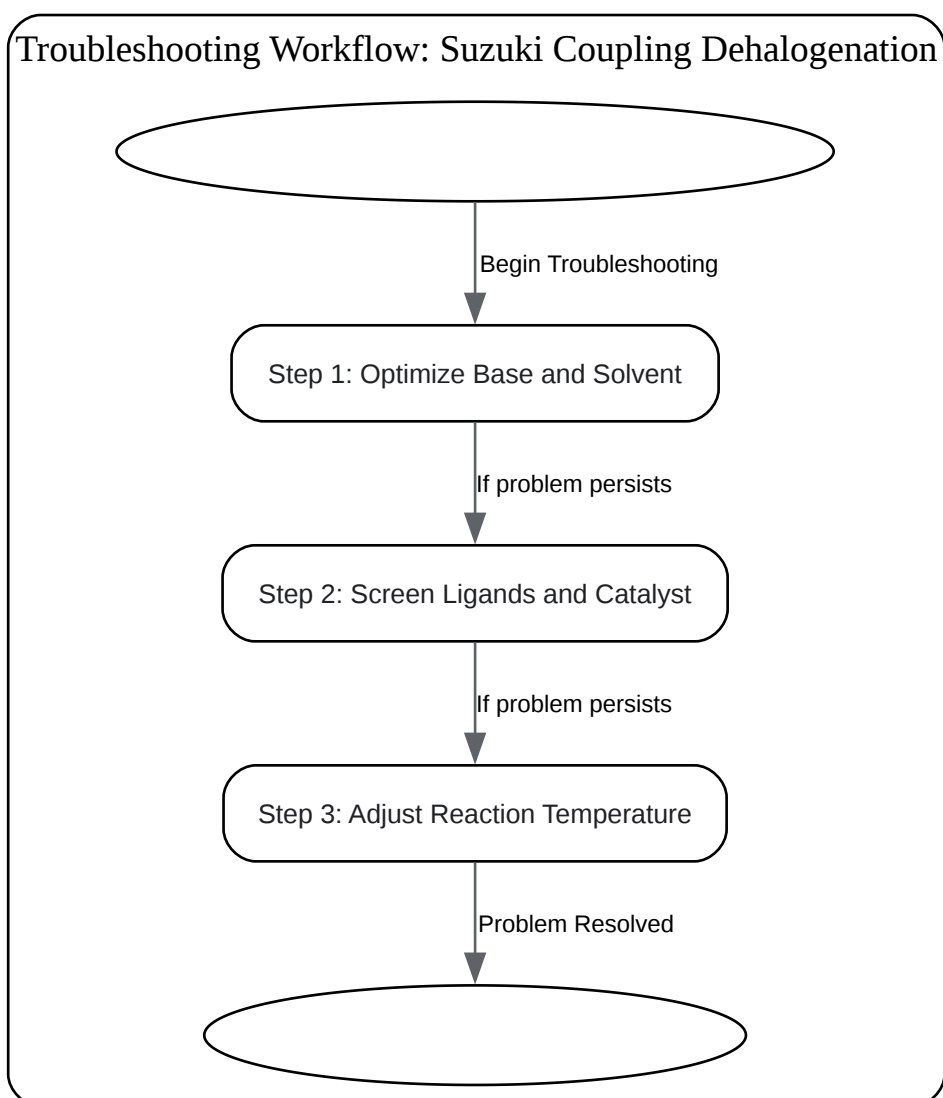 Troubleshooting Workflow: Suzuki Coupling Dehalogenation
Begin Troubleshooting
Step 1: Optimize Base and Solvent
If problem persists
Step 2: Screen Ligands and Catalyst
If problem persists
Step 3: Adjust Reaction Temperature
Problem Resolved